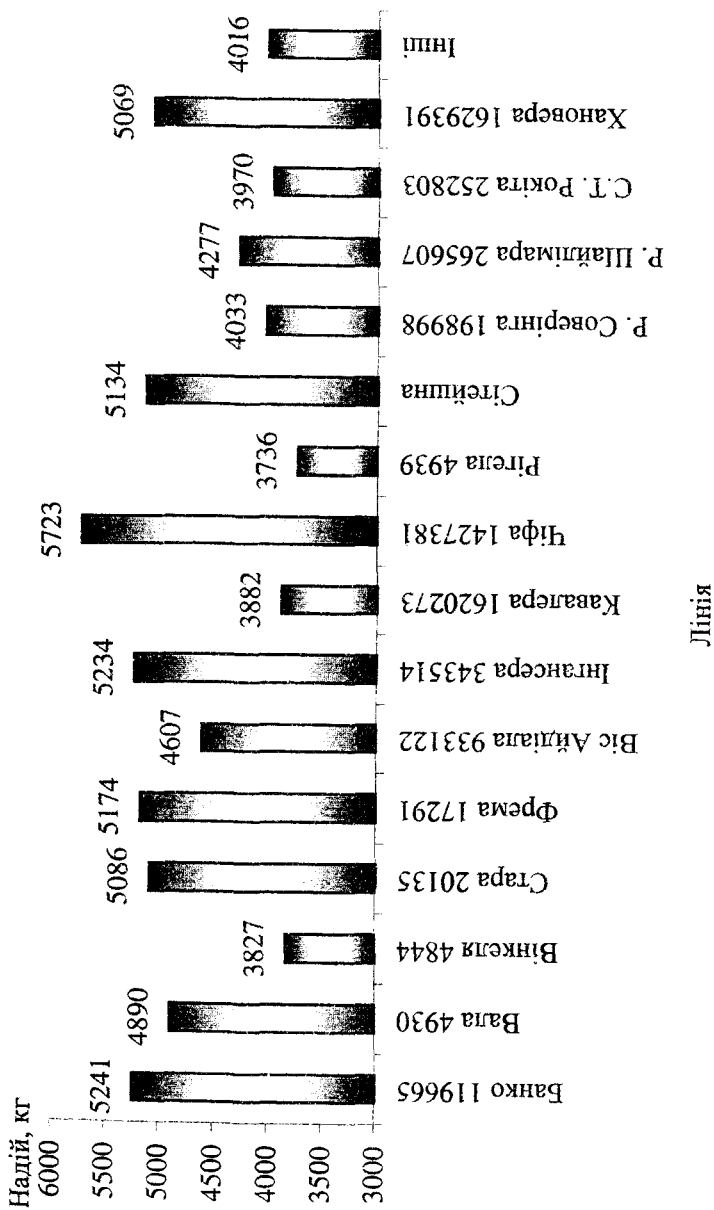 Надій, кг
6000
5500
5000
4500
4000
3500
3000
5241
4890
3827
5086
5174
4607
5234
3882
5723
3736
5134
4033
4277
3970
5069
4016
Банко 119665
Вала 4930
Вінкеля 4844
Стара 20135
Фрема 17291
Віс Айдіала 933122
Інгансера 343514
Кавалера 1620273
Чіфа 1427381
Рігела 4939
Сітейшна
Р. Соверінга 198998
Р. Шайлімара 265607
С.Т. Рокіта 252803
Хановера 1629391
Інші
Лінія